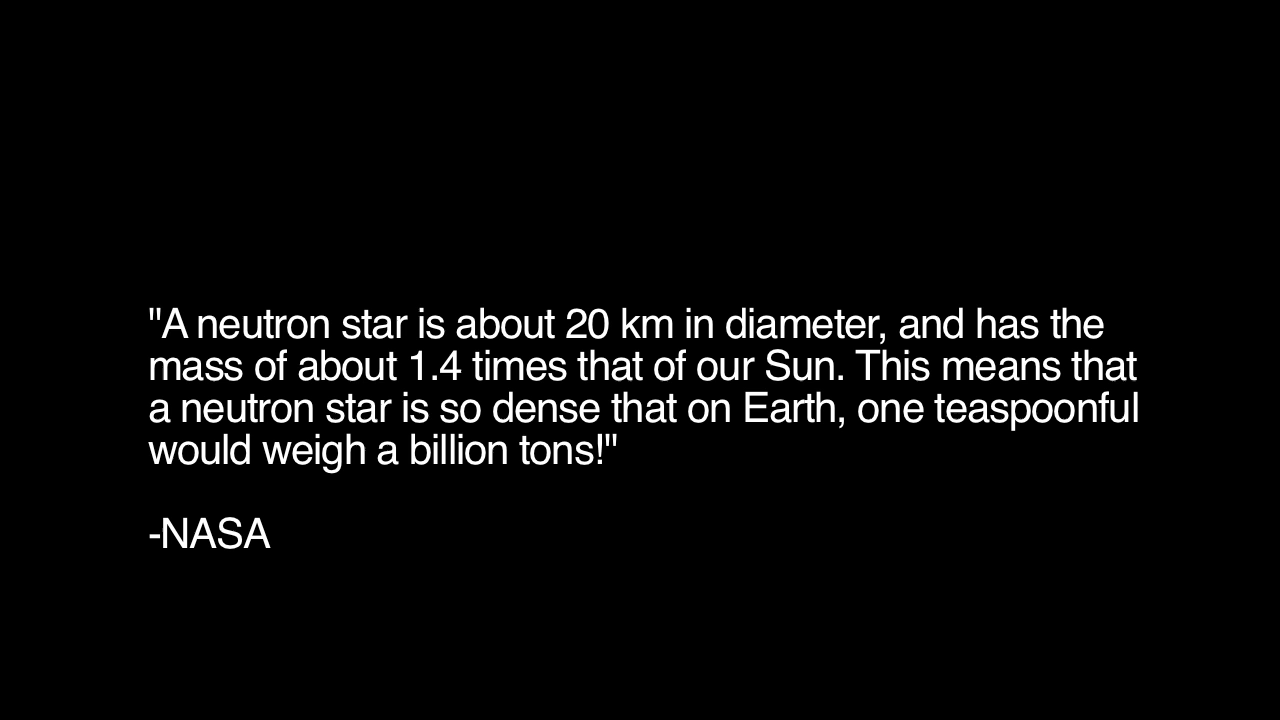 "A neutron star is about 20 km in diameter, and has the
mass of about 1.4 times that of our Sun. This means that
a neutron star is so dense that on Earth, one teaspoonful
would weigh a billion tons!"
-NASA